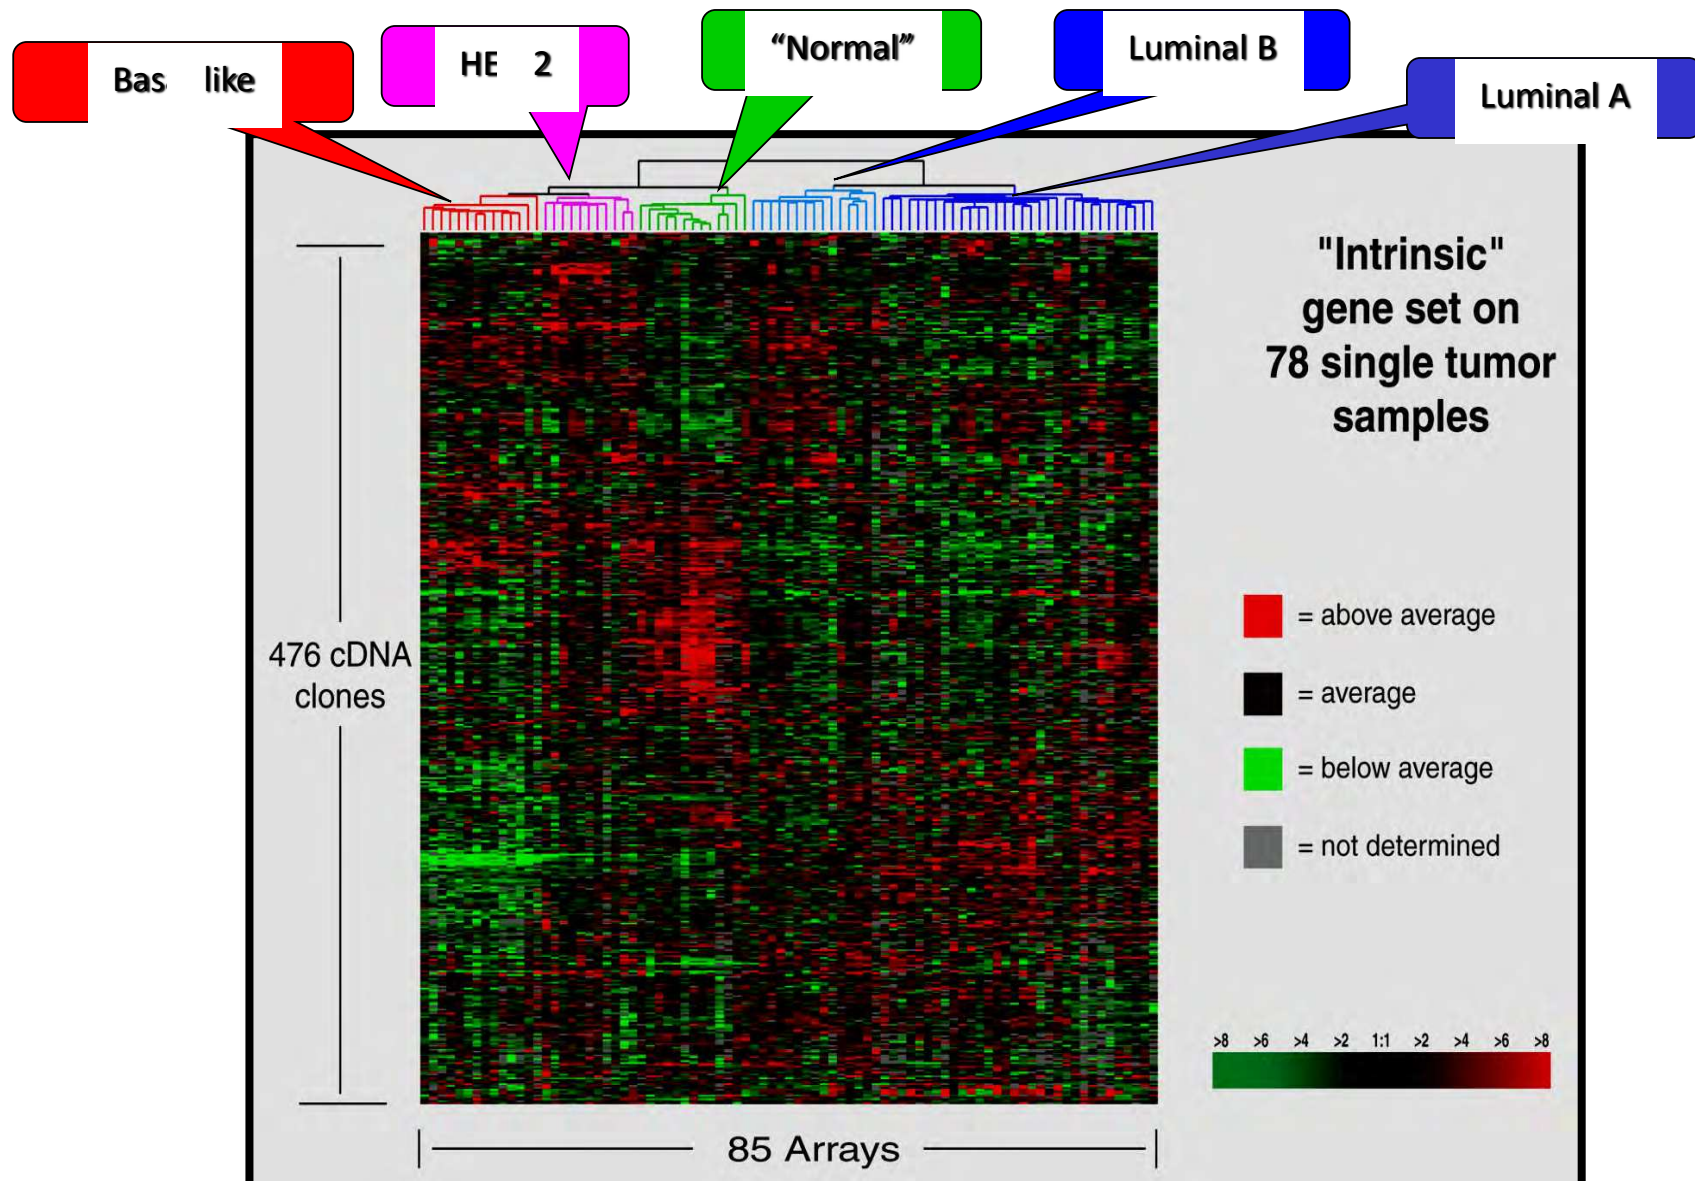 Bas like
HE 2
“Normal”
Luminal B
Luminal A
"Intrinsic"
gene set on
78 single tumor
samples
476 cDNA
clones
= above average
= average
= below average
= not determined
>8 >6 >4 >2 1:1 >2 >4 >6 >8
85 Arrays